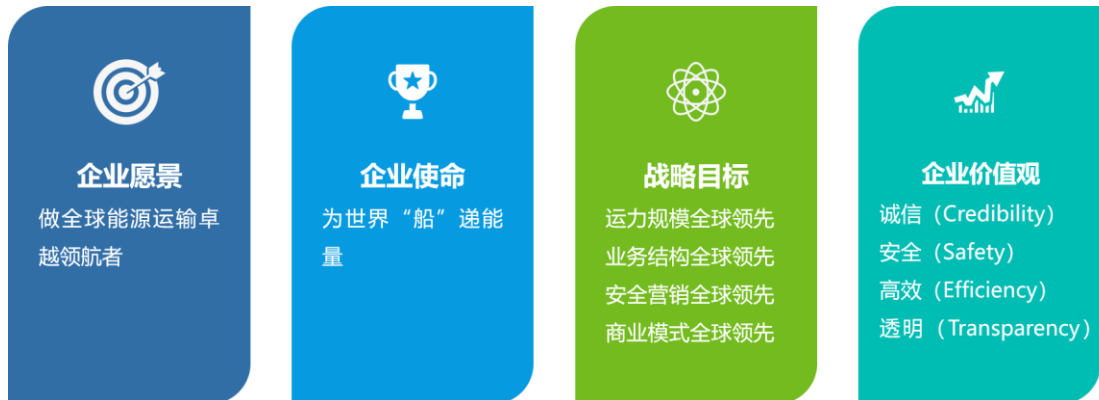 企业愿景
做全球能源运输卓
越领航者
企业使命
为世界“船”递能
量
战略目标
运力规模全球领先
业务结构全球领先
安全营销全球领先
商业模式全球领先
企业价值观
诚信（Credibility）
安全（Safety）
高效（Efficiency）
透明（Transparency）